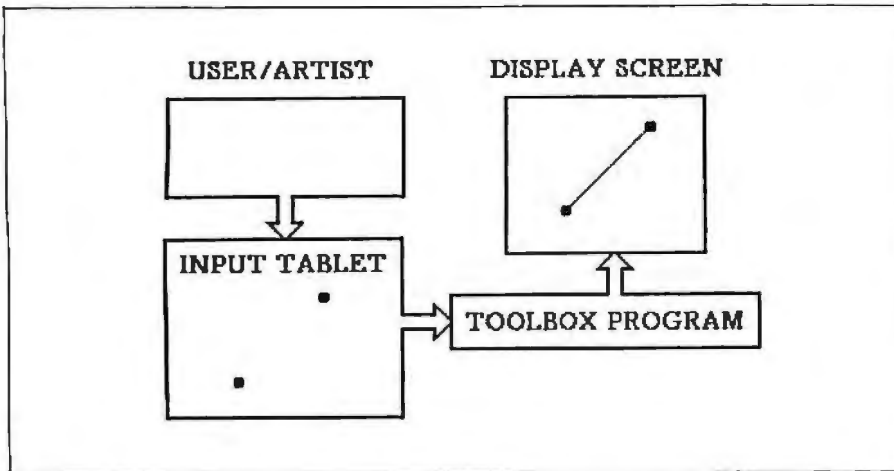 USER/ARTIST
DISPLAY SCREEN
INPUT TABLET
TOOLBOX PROGRAM